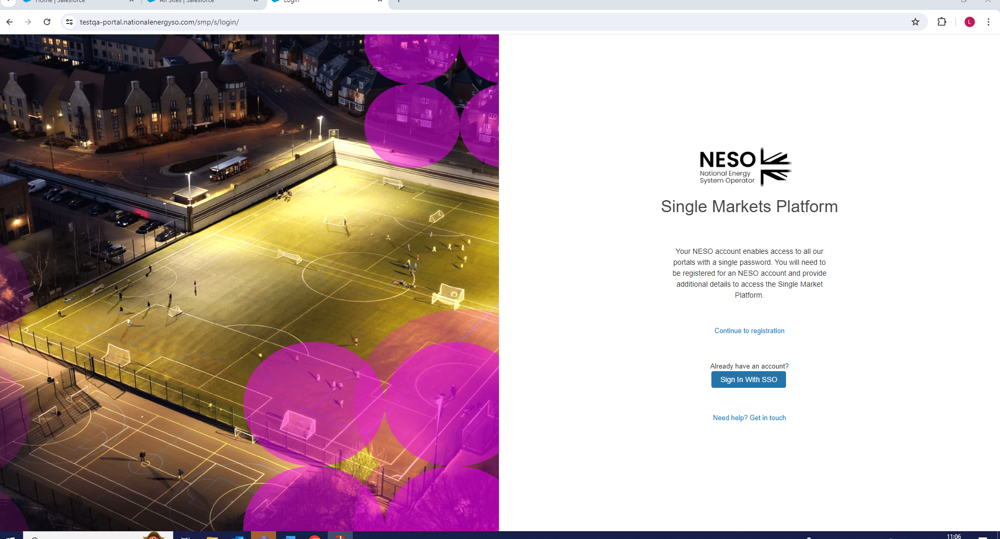 Home | Salesforce
All Sites | Salesforce
Login
testqa-portal.nationalenergyso.com/smp/s/login/
L
NESO
National Energy
System Operator
Single Markets Platform
Your NESO account enables access to all our
portals with a single password. You will need to
be registered for an NESO account and provide
additional details to access the Single Market
Platform.
Continue to registration
Already have an account?
Sign In With SSO
Need help? Get in touch
11:06